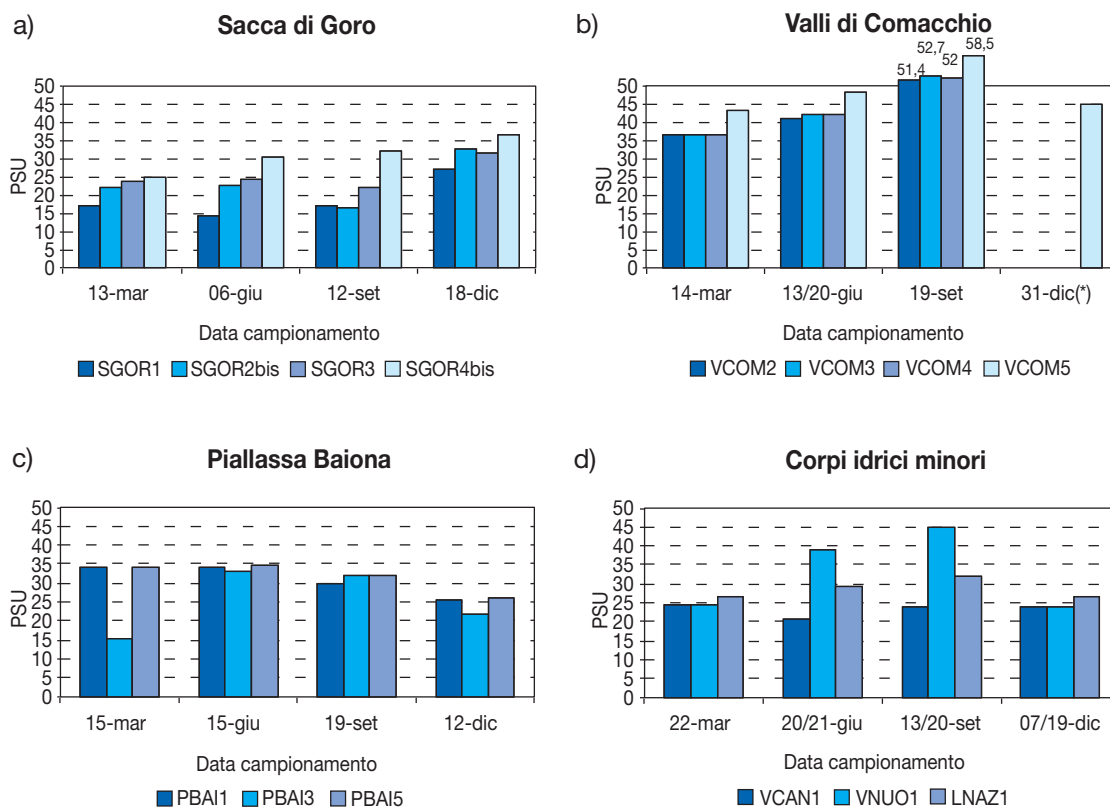 a) Sacca di Goro
PSU
50
45
40
35
30
25
20
15
10
5
0
13-mar 06-giu 12-set 18-dic
Data campionamento
SGOR1 SGOR2bis SGOR3 SGOR4bis
b) Valli di Comacchio
51,4 52,7 52 58,5
PSU
50
45
40
35
30
25
20
15
10
5
0
14-mar 13/20-giu 19-set 31-dic(*)
Data campionamento
VCOM2 VCOM3 VCOM4 VCOM5
c) Piallassa Baiona
PSU
50
45
40
35
30
25
20
15
10
5
0
15-mar 15-giu 19-set 12-dic
Data campionamento
PBAI1 PBAI3 PBAI5
d) Corpi idrici minori
PSU
50
45
40
35
30
25
20
15
10
5
0
22-mar 20/21-giu 13/20-set 07/19-dic
Data campionamento
VCAN1 VNUO1 LNAZ1